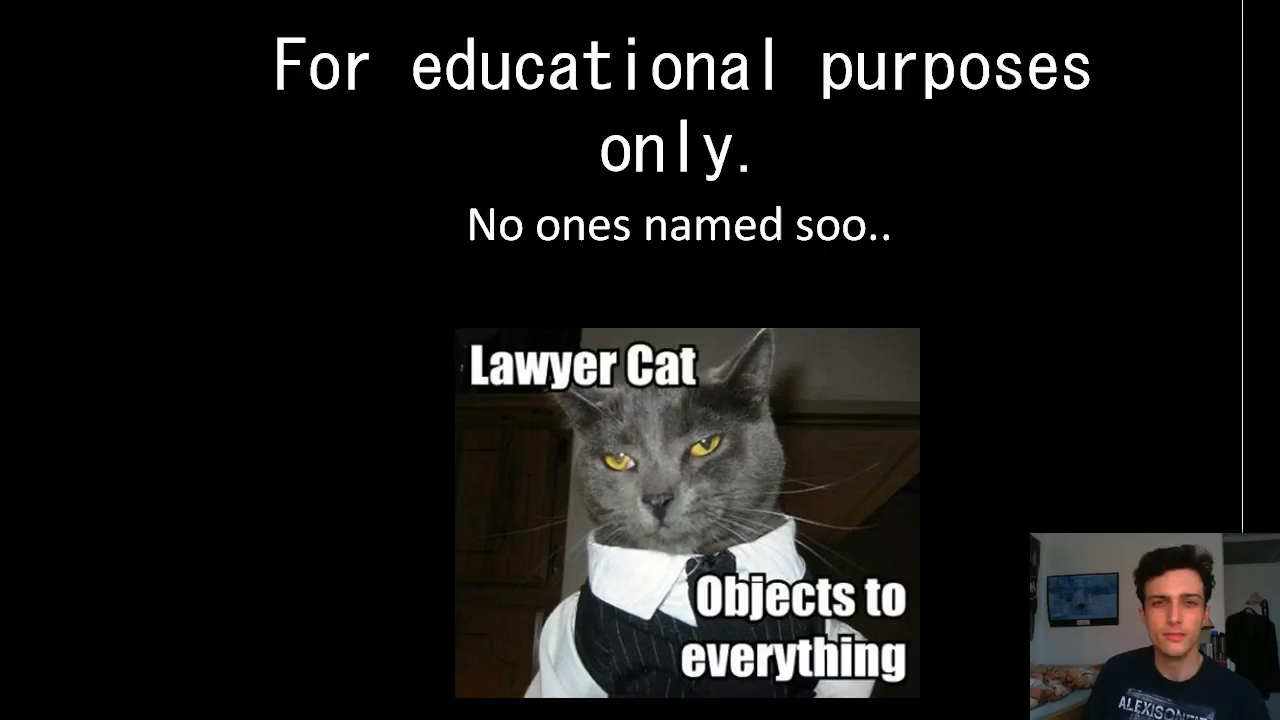 For educational purposes
only.
No ones named soo..
Lawyer Cat
Objects to
everything